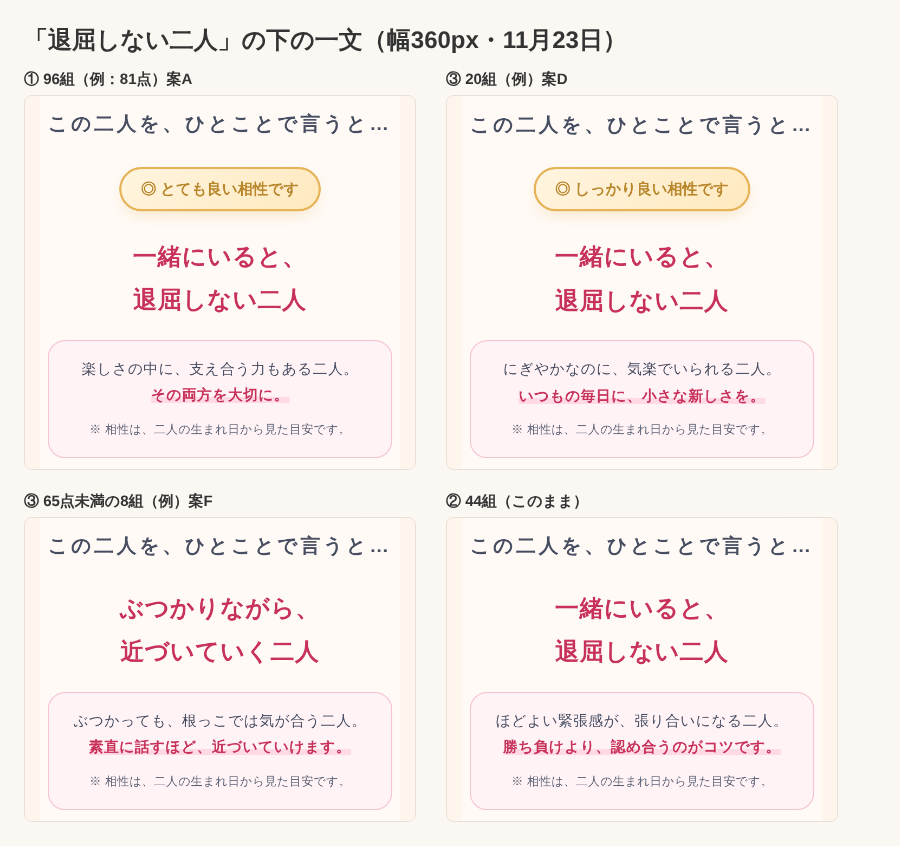 「退屈しない二人」の下の一文（幅360px・11月23日）
① 96組（例：81点）案A
この二人を、ひとことで言うと…
◎ とても良い相性です
一緒にいると、
退屈しない二人
楽しさの中に、支え合う力もある二人。
その両方を大切に。
※ 相性は、二人の生まれ日から見た目安です。
③ 20組（例）案D
この二人を、ひとことで言うと…
◎ しっかり良い相性です
一緒にいると、
退屈しない二人
にぎやかなのに、気楽でいられる二人。
いつもの毎日に、小さな新しさを。
※ 相性は、二人の生まれ日から見た目安です。
③ 65点未満の8組（例）案F
この二人を、ひとことで言うと…
ぶつかりながら、
近づいていく二人
ぶつかっても、根っこでは気が合う二人。
素直に話すほど、近づいていけます。
※ 相性は、二人の生まれ日から見た目安です。
② 44組（このまま）
この二人を、ひとことで言うと…
一緒にいると、
退屈しない二人
ほどよい緊張感が、張り合いになる二人。
勝ち負けより、認め合うのがコツです。
※ 相性は、二人の生まれ日から見た目安です。